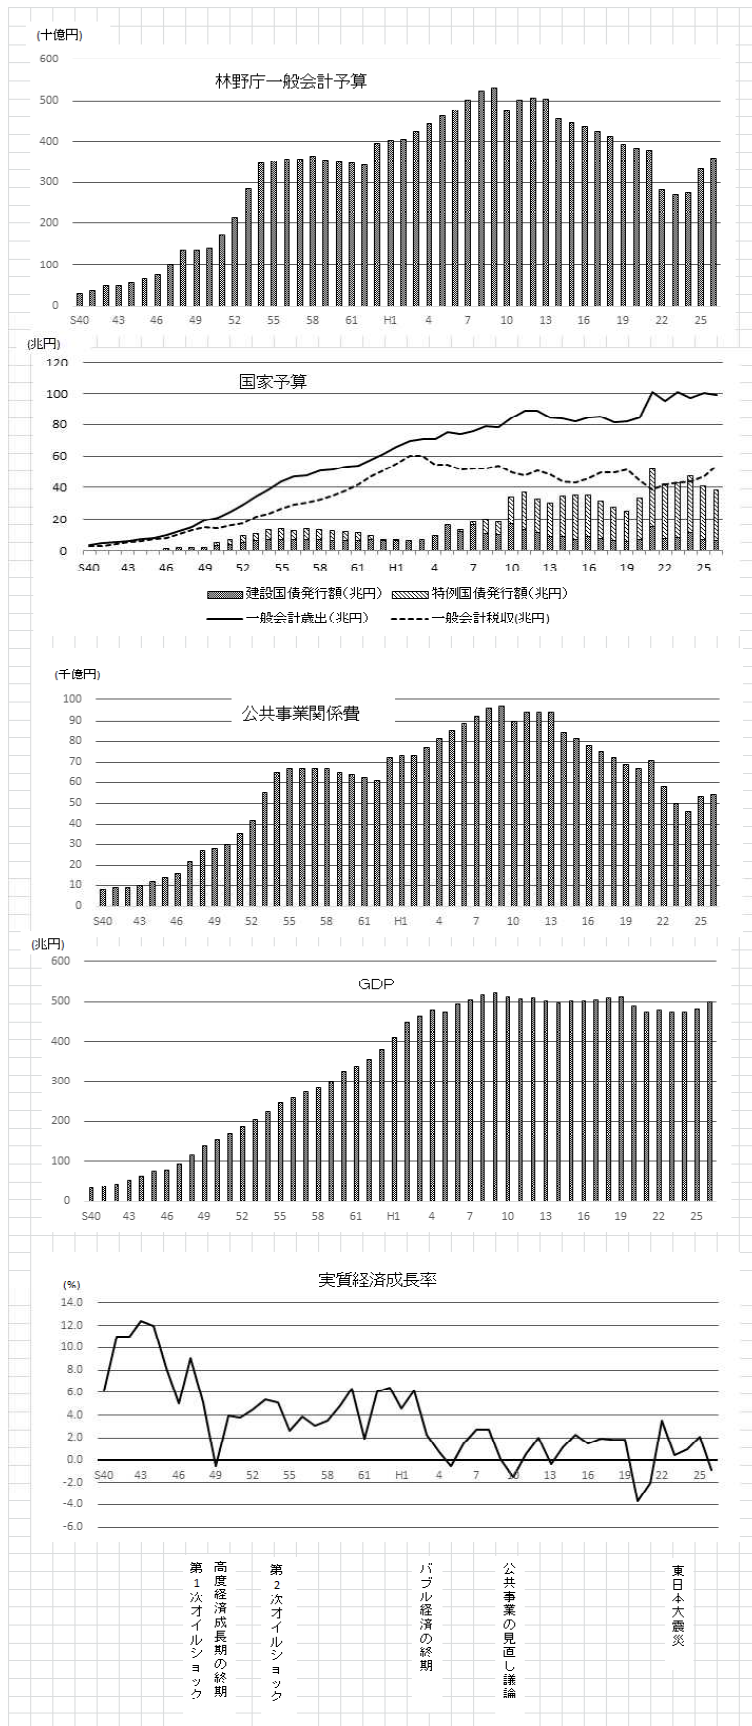 (十億円)
林野庁一般会計予算
600
500
400
300
200
100
0
S40 43 46 49 52 55 58 61 H1 4 7 10 13 16 19 22 25
(兆円)
国家予算
120
100
80
60
40
20
0
S40 43 46 49 52 55 58 61 H1 4 7 10 13 16 19 22 25
建設国債発行額(兆円) 特例国債発行額(兆円)
一般会計歳出(兆円) 一般会計税収(兆円)
(千億円)
公共事業関係費
100
90
80
70
60
50
40
30
20
10
0
S40 43 46 49 52 55 58 61 H1 4 7 10 13 16 19 22 25
(兆円)
GDP
600
500
400
300
200
100
0
S40 43 46 49 52 55 58 61 H1 4 7 10 13 16 19 22 25
(%)
実質経済成長率
14.0
12.0
10.0
8.0
6.0
4.0
2.0
0.0
-2.0
-4.0
-6.0
S40 43 46 49 52 55 58 61 H1 4 7 10 13 16 19 22 25
第1次オイルショック
高度経済成長期の終期
第2次オイルショック
バブル経済の終期
公共事業の見直し議論
東日本大震災